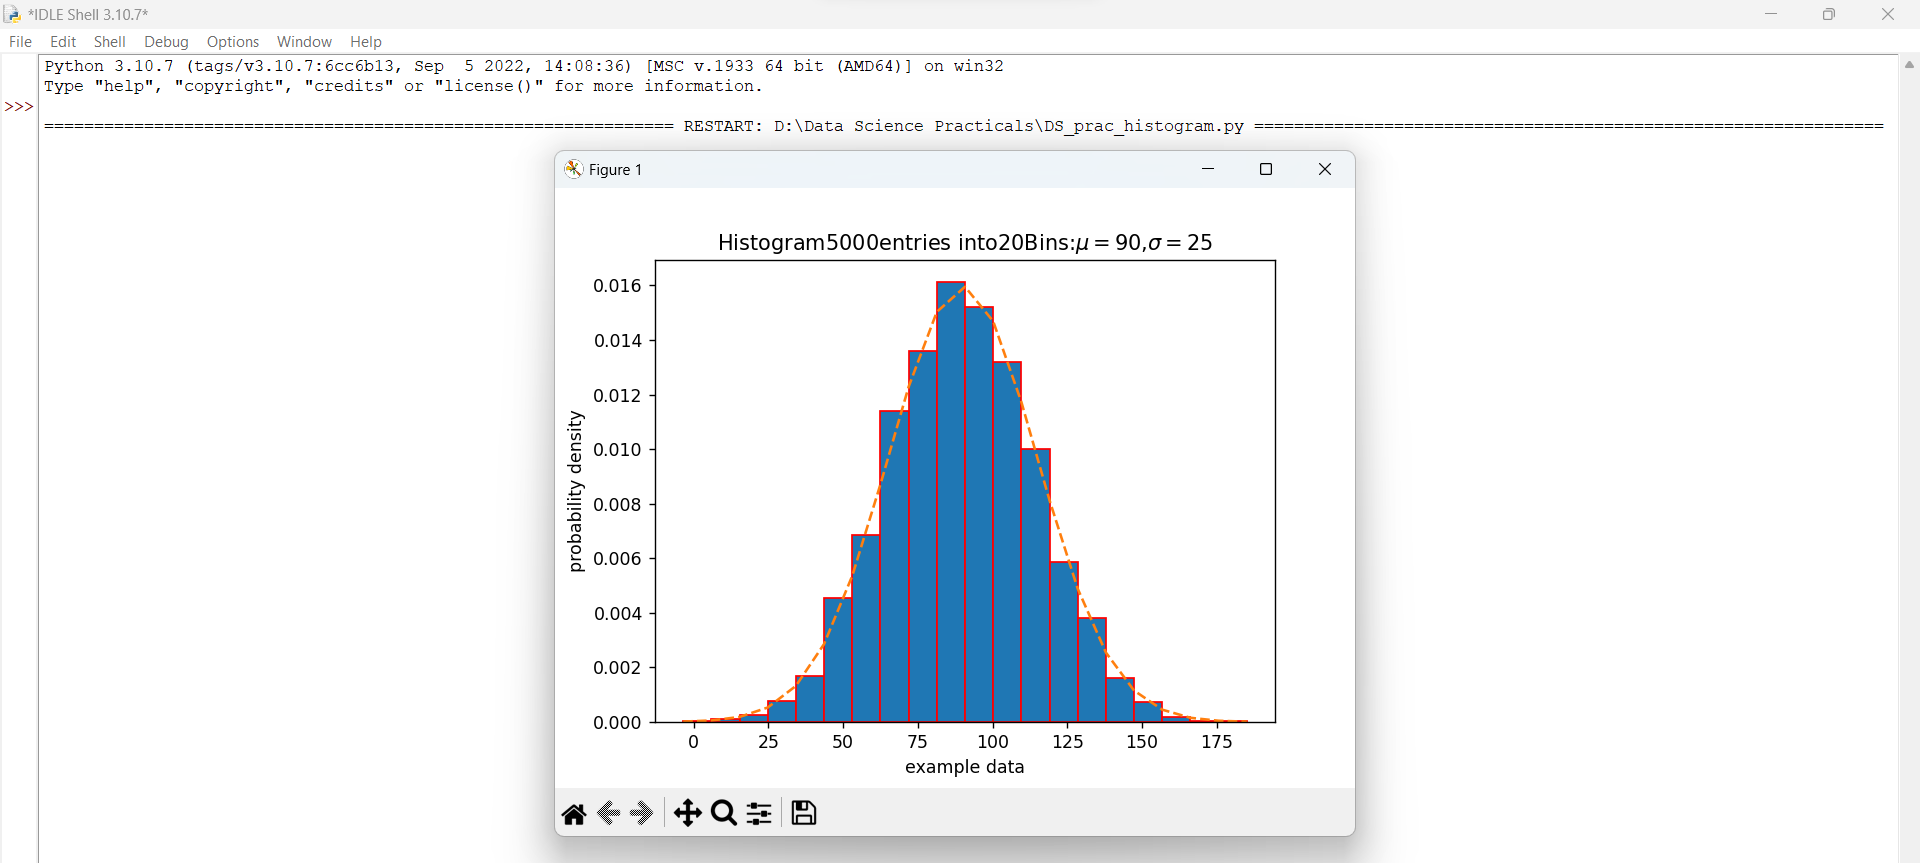 *IDLE Shell 3.10.7*
File Edit Shell Debug Options Window Help
Python 3.10.7 (tags/v3.10.7:6cc6b13, Sep  5 2022, 14:08:36) [MSC v.1933 64 bit (AMD64)] on win32
Type "help", "copyright", "credits" or "license()" for more information.
>>>
=============================================================== RESTART: D:\Data Science Practicals\DS_prac_histogram.py ===============================================================
Figure 1
Histogram5000entries into20Bins:μ = 90,σ = 25
0.016
0.014
0.012
0.010
0.008
0.006
0.004
0.002
0.000
probability density
0 25 50 75 100 125 150 175
example data